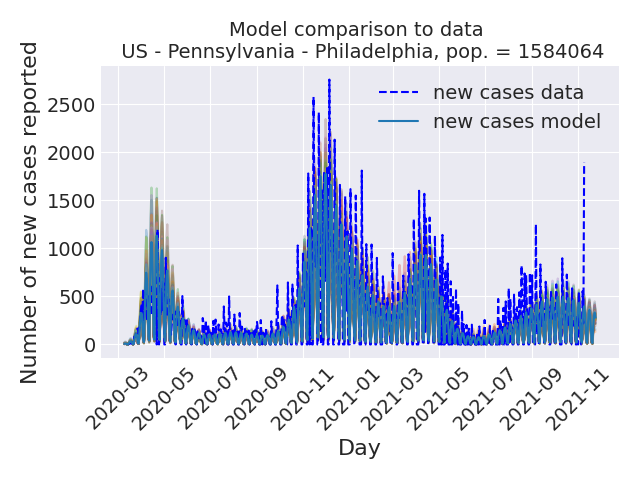 Model comparison to data
US - Pennsylvania - Philadelphia, pop. = 1584064
Number of new cases reported
2500
2000
1500
1000
500
0
new cases data
new cases model
2020-03
2020-05
2020-07
2020-09
2020-11
2021-01
2021-03
2021-05
2021-07
2021-09
2021-11
Day